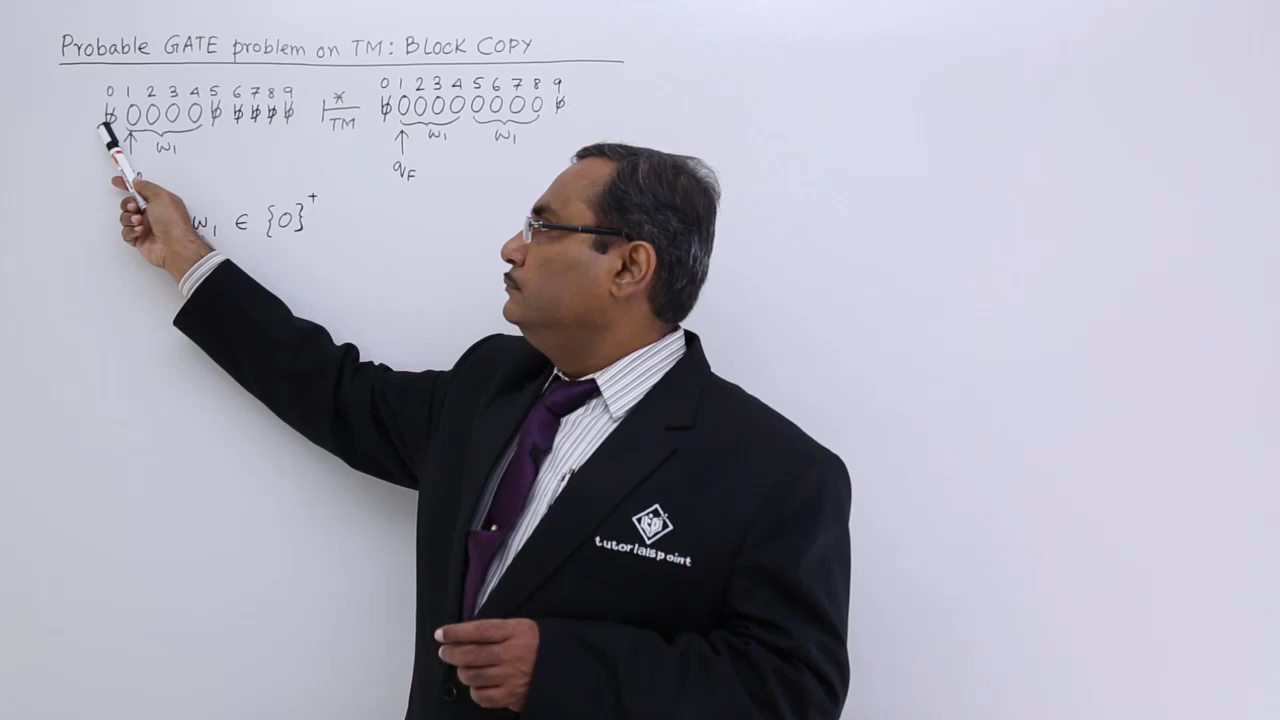 Probable GATE problem on TM: BLOCK COPY
0 1 2 3 4 5 6 7 8 9
ƀ 0 0 0 0 ƀ ƀ ƀ ƀ ƀ |* TM ƀ 0 0 0 0 0 0 0 0 ƀ
0 1 2 3 4 5 6 7 8 9
↑ w₁
↑ w₁ w₁
q_F
w₁ ∈ {0}⁺
tutorialspoint